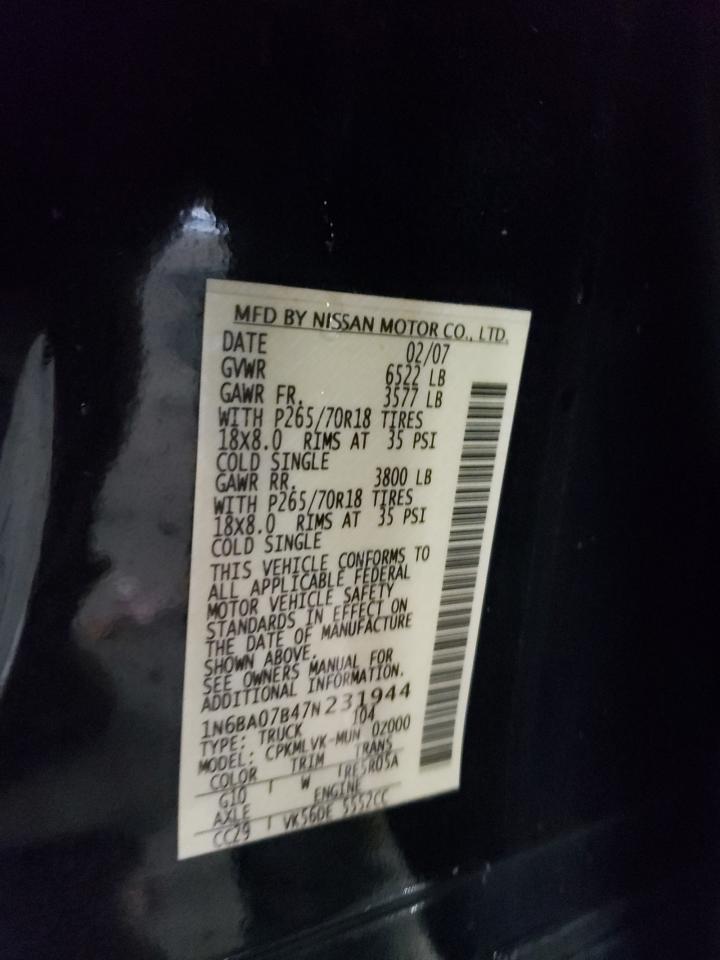 MFD BY NISSAN MOTOR CO., LTD.
DATE 02/07
GVWR 6522 LB
GAWR FR. 3577 LB
WITH P265/70R18 TIRES
18X8.0 RIMS AT 35 PSI
COLD SINGLE
GAWR RR. 3800 LB
WITH P265/70R18 TIRES
18X8.0 RIMS AT 35 PSI
COLD SINGLE
THIS VEHICLE CONFORMS TO
ALL APPLICABLE FEDERAL
MOTOR VEHICLE SAFETY
STANDARDS IN EFFECT ON
THE DATE OF MANUFACTURE
SHOWN ABOVE.
SEE OWNERS MANUAL FOR
ADDITIONAL INFORMATION.
1N6BA07B47N231944
TYPE: TRUCK 104
MODEL: CPKMLVK-MUN 02000
COLOR TRIM TRANS
G10 W RE5R05A
AXLE ENGINE
CC29 VK56DE 5552CC